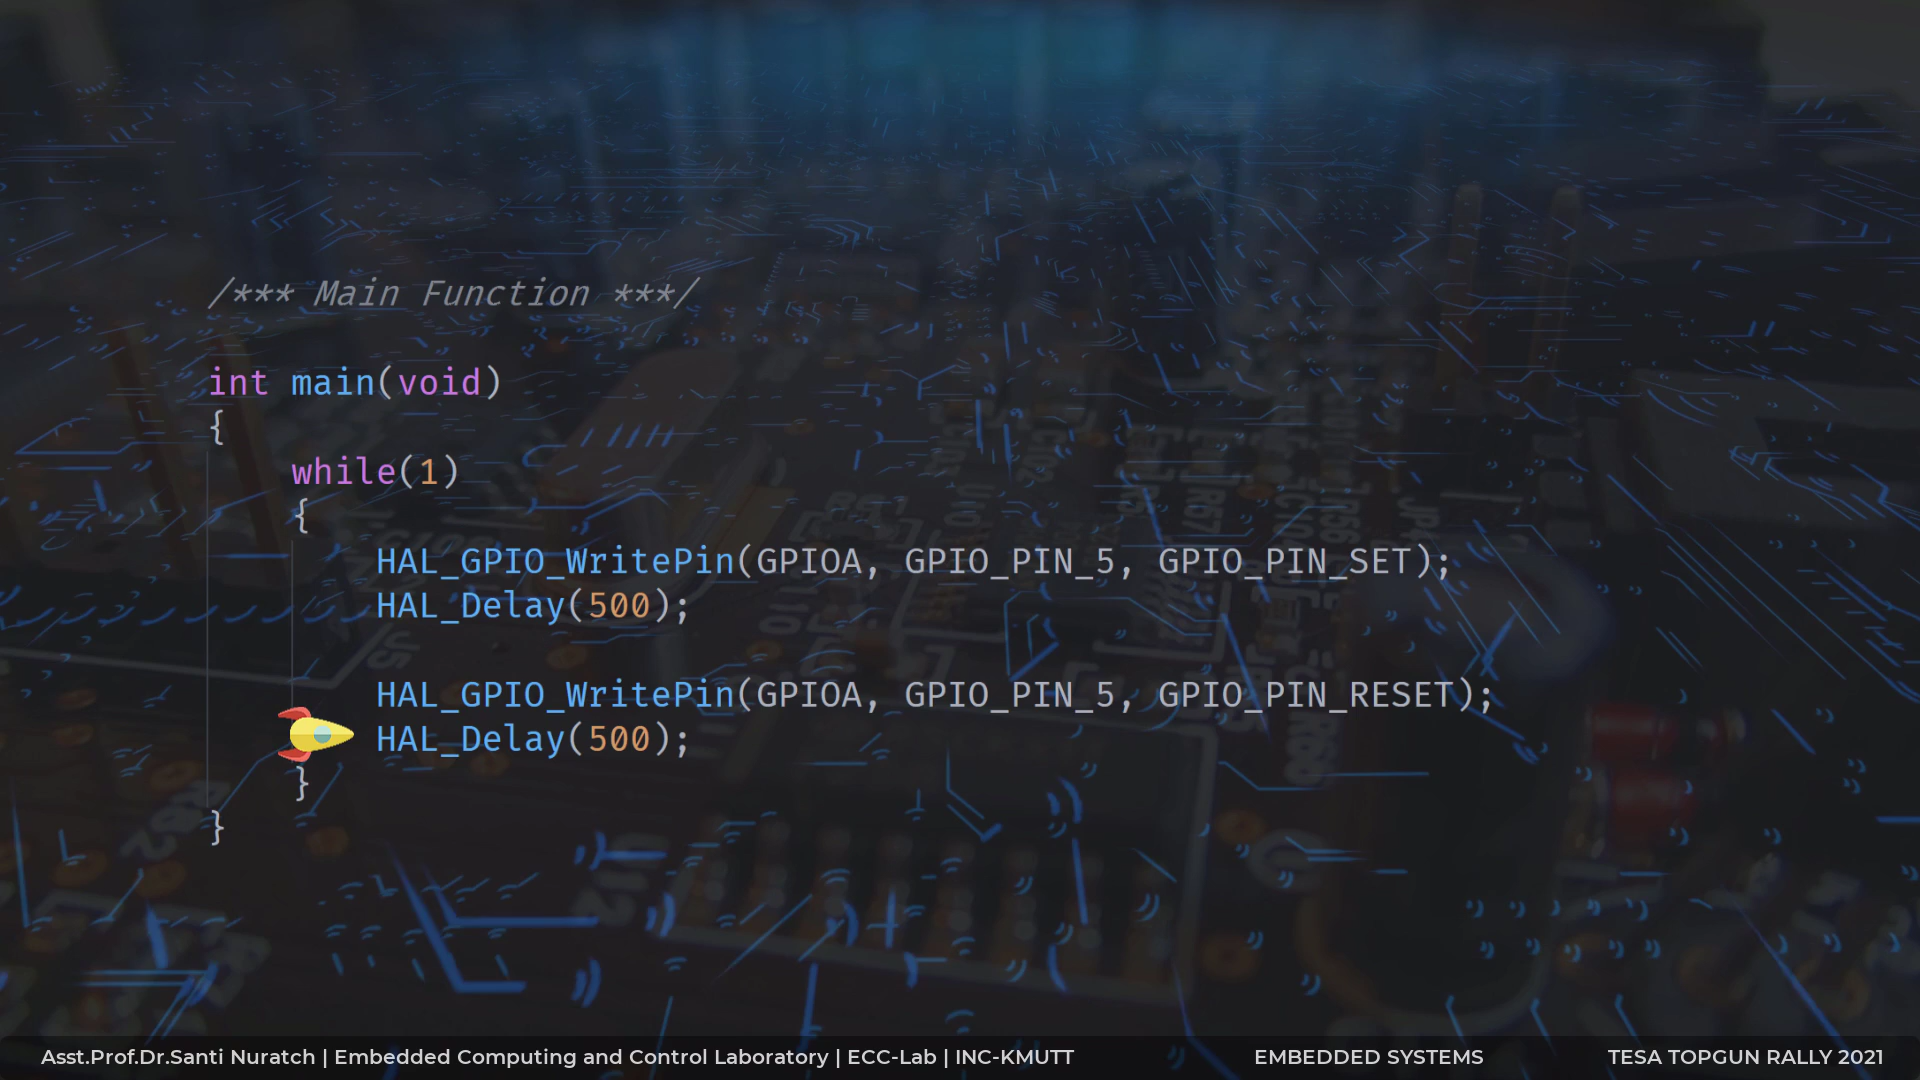 /*** Main Function ***/
int main(void)
{
while(1)
{
HAL_GPIO_WritePin(GPIOA, GPIO_PIN_5, GPIO_PIN_SET);
HAL_Delay(500);
HAL_GPIO_WritePin(GPIOA, GPIO_PIN_5, GPIO_PIN_RESET);
HAL_Delay(500);
}
}
Asst.Prof.Dr.Santi Nuratch | Embedded Computing and Control Laboratory | ECC-Lab | INC-KMUTT
EMBEDDED SYSTEMS
TESA TOPGUN RALLY 2021